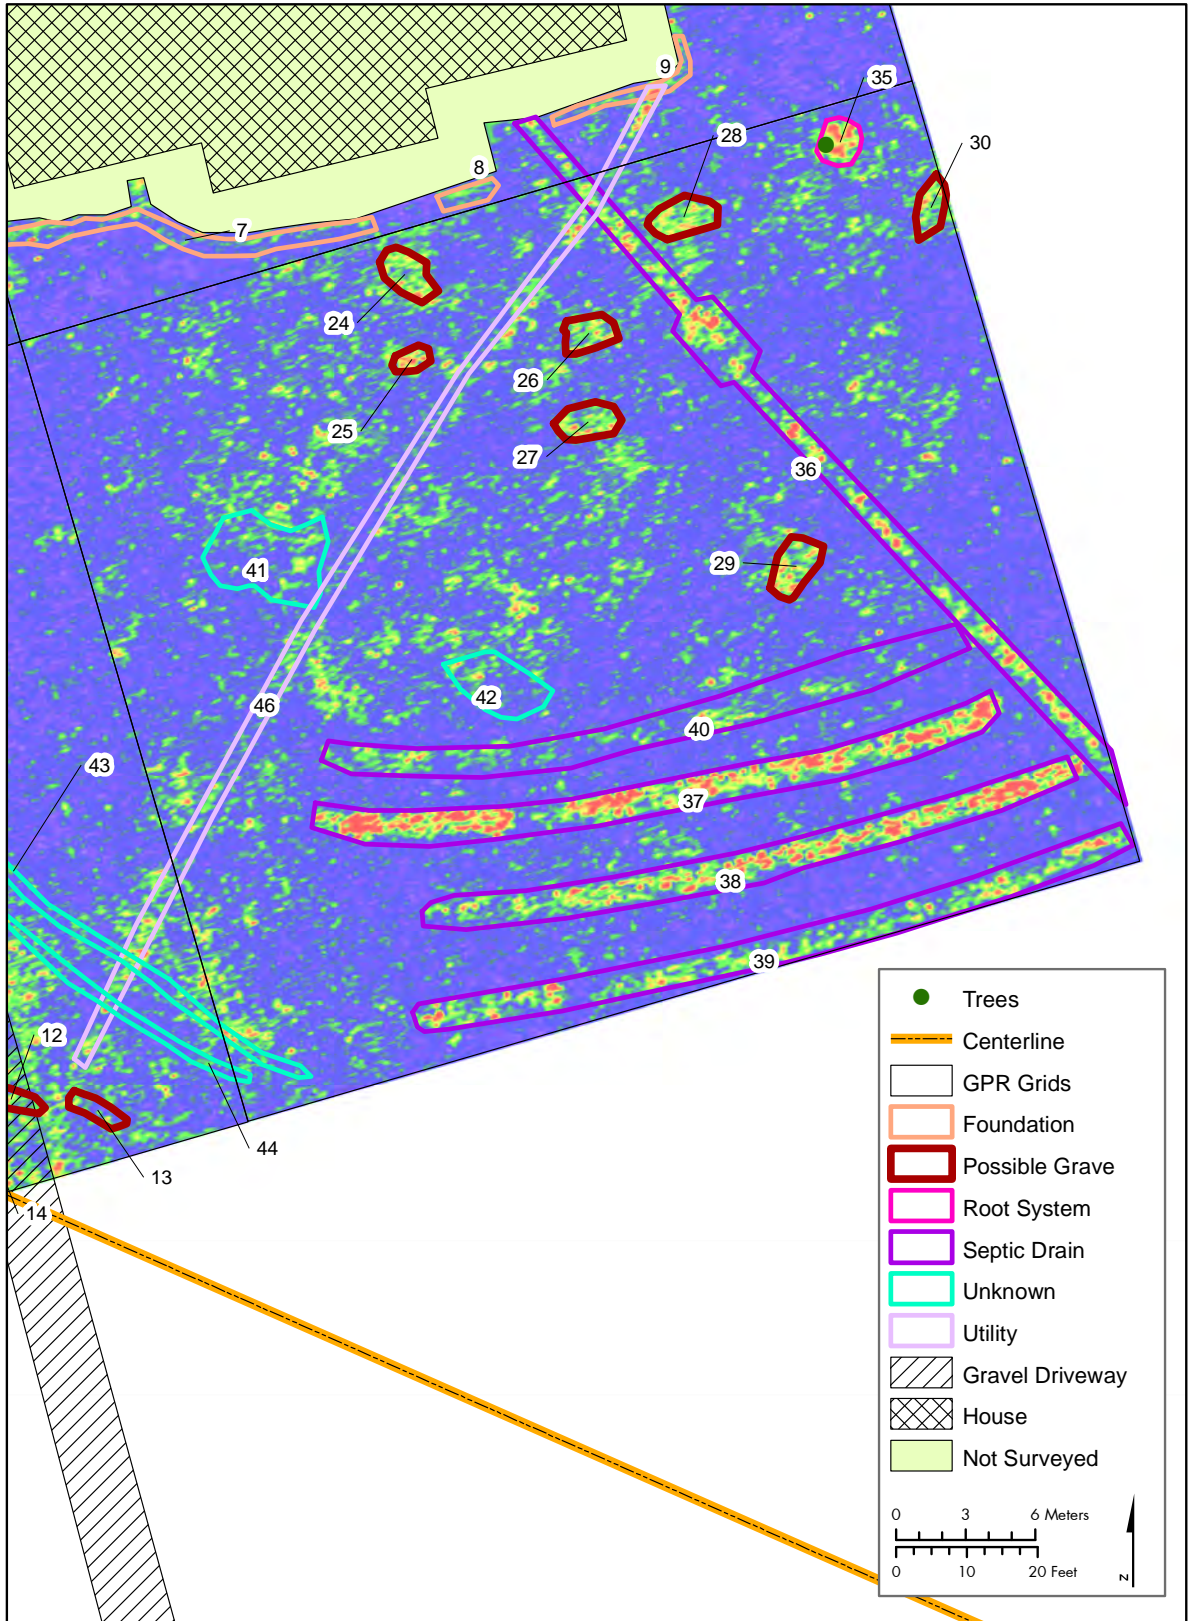 9
35
28
30
8
7
24
26
25
27
36
29
41
42
46
40
43
37
38
39
12
44
13
14
Trees
Centerline
GPR Grids
Foundation
Possible Grave
Root System
Septic Drain
Unknown
Utility
Gravel Driveway
House
Not Surveyed
0 3 6 Meters
0 10 20 Feet
N